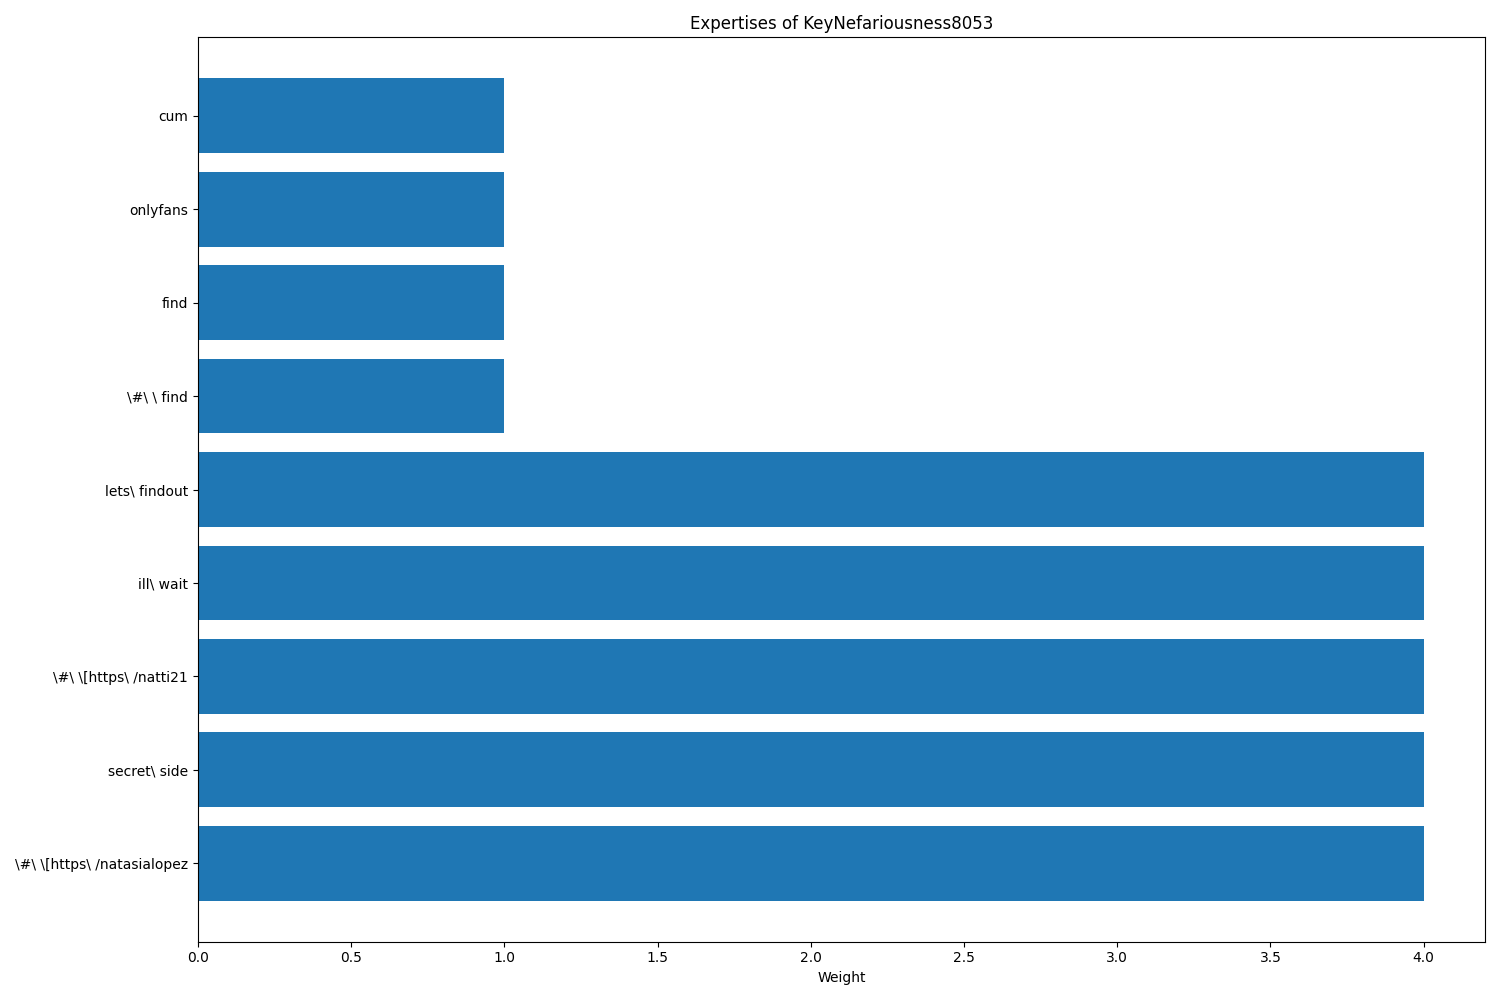 Expertises of KeyNefariousness8053
cum
onlyfans
find
\#\ \ find
lets\ findout
ill\ wait
\#\ \[https\ /natti21
secret\ side
\#\ \[https\ /natasialopez
0.0 0.5 1.0 1.5 2.0 2.5 3.0 3.5 4.0
Weight